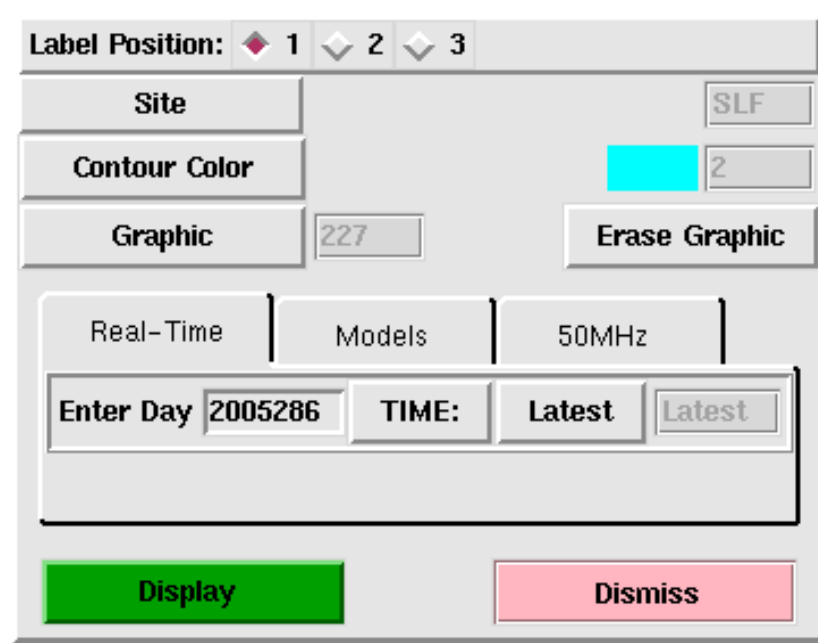 Label Position: 1 2 3
Site SLF
Contour Color 2
Graphic 227 Erase Graphic
Real-Time Models 50MHz
Enter Day 2005286 TIME: Latest Latest
Display Dismiss